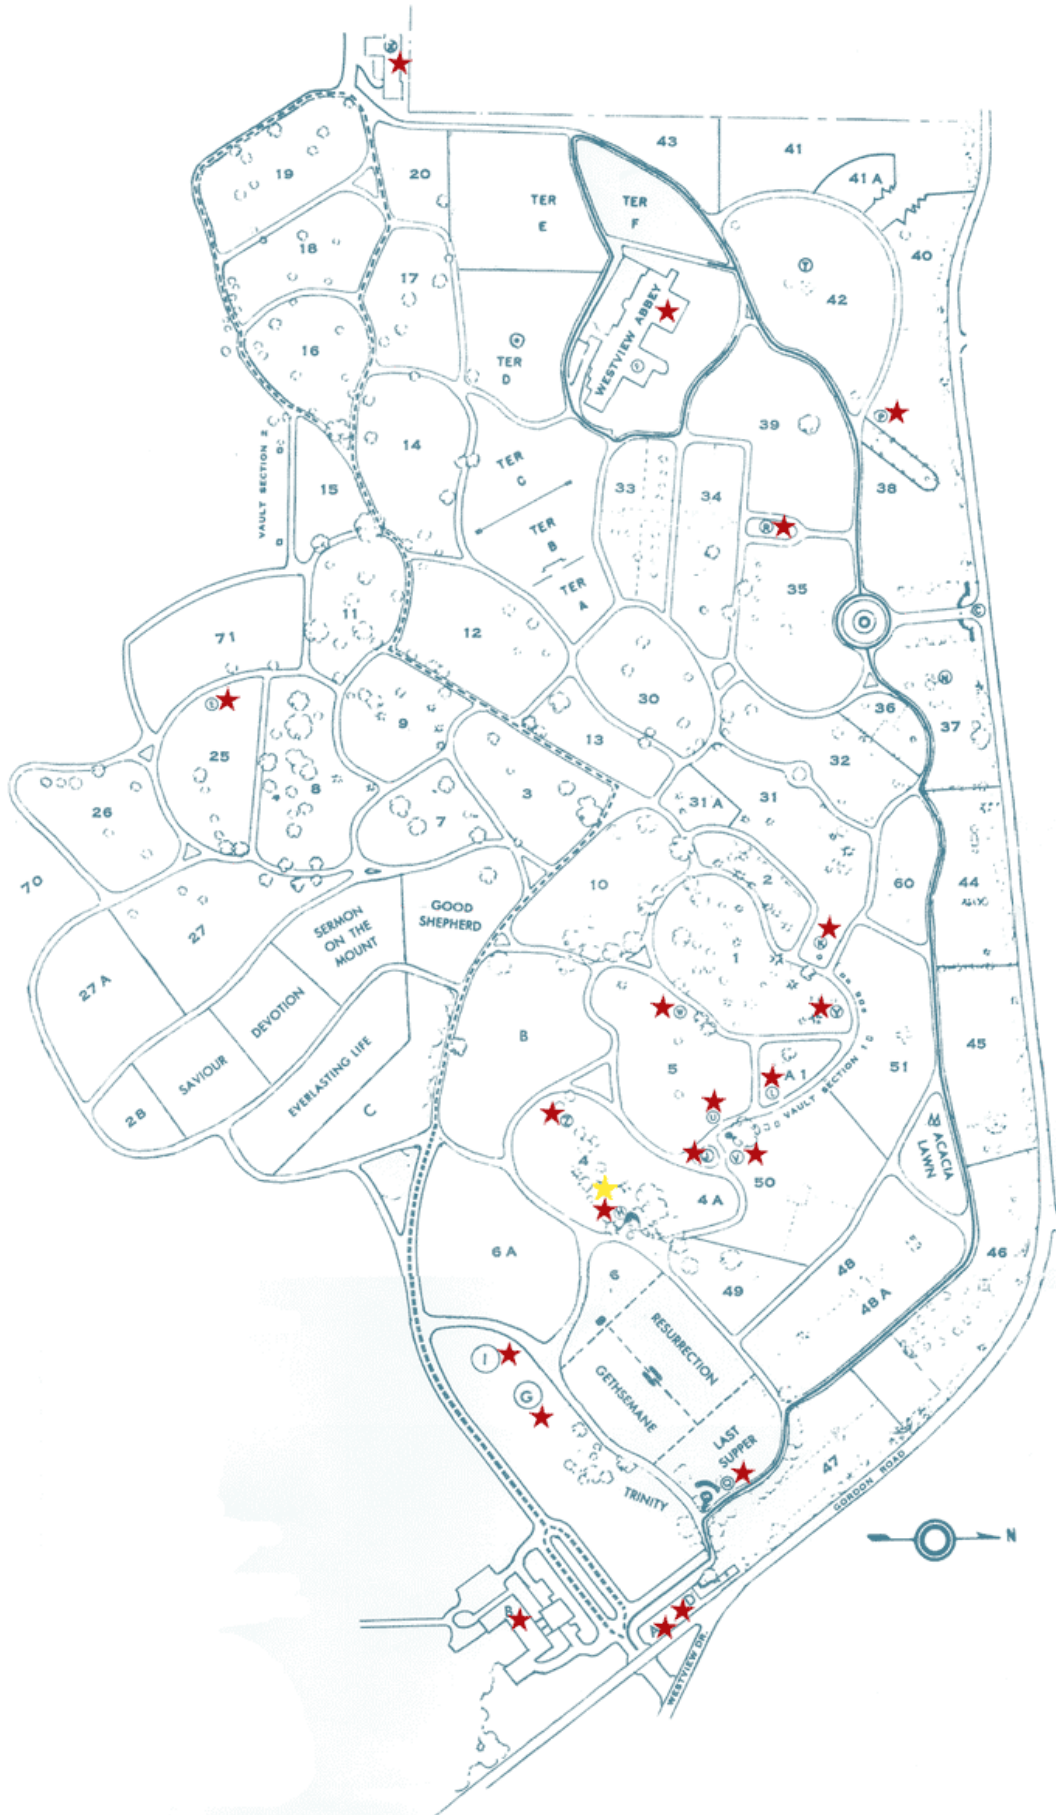 43
41
41 A
19
20
TER
E
TER
F
40
18
17
T
42
WESTVIEW ABBEY
16
TER
D
P
39
14
TER
C
VAULT SECTION 2
15
33
34
38
R
TER
B
35
TER
A
11
12
C
71
30
N
36
37
9
13
25
32
8
3
31 A
31
7
26
2
10
60
44
70
GOOD
SHEPHERD
27
SERMON
ON THE
MOUNT
K
1
27 A
DEVOTION
Y
B
5
A 1
51
45
SAVIOUR
EVERLASTING LIFE
L
VAULT SECTION 10
28
C
U
Z
4
V
ACACIA
LAWN
50
4 A
H
6 A
6
49
48
48 A
46
RESURRECTION
I
GETHSEMANE
G
LAST
SUPPER
47
GORDON ROAD
TRINITY
N
B
D
A
WESTVIEW DR.